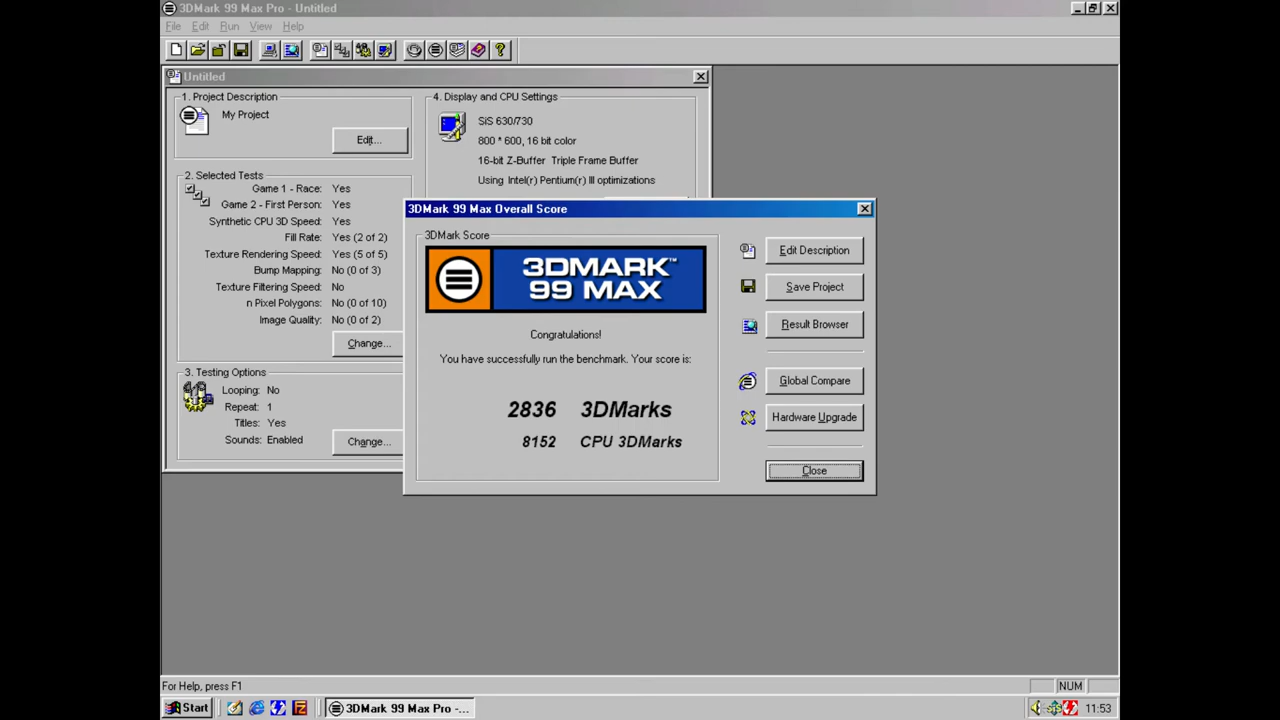 3DMark 99 Max Pro - Untitled
File Edit Run View Help
Untitled
1. Project Description
My Project
Edit...
2. Selected Tests
Game 1 - Race: Yes
Game 2 - First Person: Yes
Synthetic CPU 3D Speed: Yes
Fill Rate: Yes (2 of 2)
Texture Rendering Speed: Yes (5 of 5)
Bump Mapping: No (0 of 3)
Texture Filtering Speed: No
n Pixel Polygons: No (0 of 10)
Image Quality: No (0 of 2)
Change...
3. Testing Options
Looping: No
Repeat: 1
Titles: Yes
Sounds: Enabled
Change...
4. Display and CPU Settings
SiS 630/730
800 * 600, 16 bit color
16-bit Z-Buffer Triple Frame Buffer
Using Intel(r) Pentium(r) III optimizations
3DMark 99 Max Overall Score
3DMark Score
3DMARK™
99 MAX
Congratulations!
You have successfully run the benchmark. Your score is:
2836 3DMarks
8152 CPU 3DMarks
Edit Description
Save Project
Result Browser
Global Compare
Hardware Upgrade
Close
For Help, press F1
NUM
Start
3DMark 99 Max Pro -...
11:53